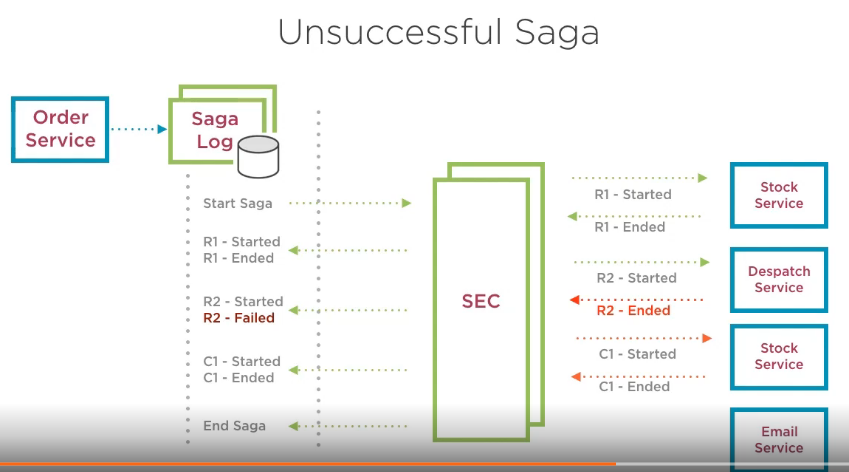 Unsuccessful Saga
Order
Service
Saga
Log
Start Saga
R1 - Started
R1 - Ended
R2 - Started
R2 - Failed
C1 - Started
C1 - Ended
End Saga
SEC
R1 - Started
R1 - Ended
R2 - Started
R2 - Ended
C1 - Started
C1 - Ended
Stock
Service
Despatch
Service
Stock
Service
Email
Service